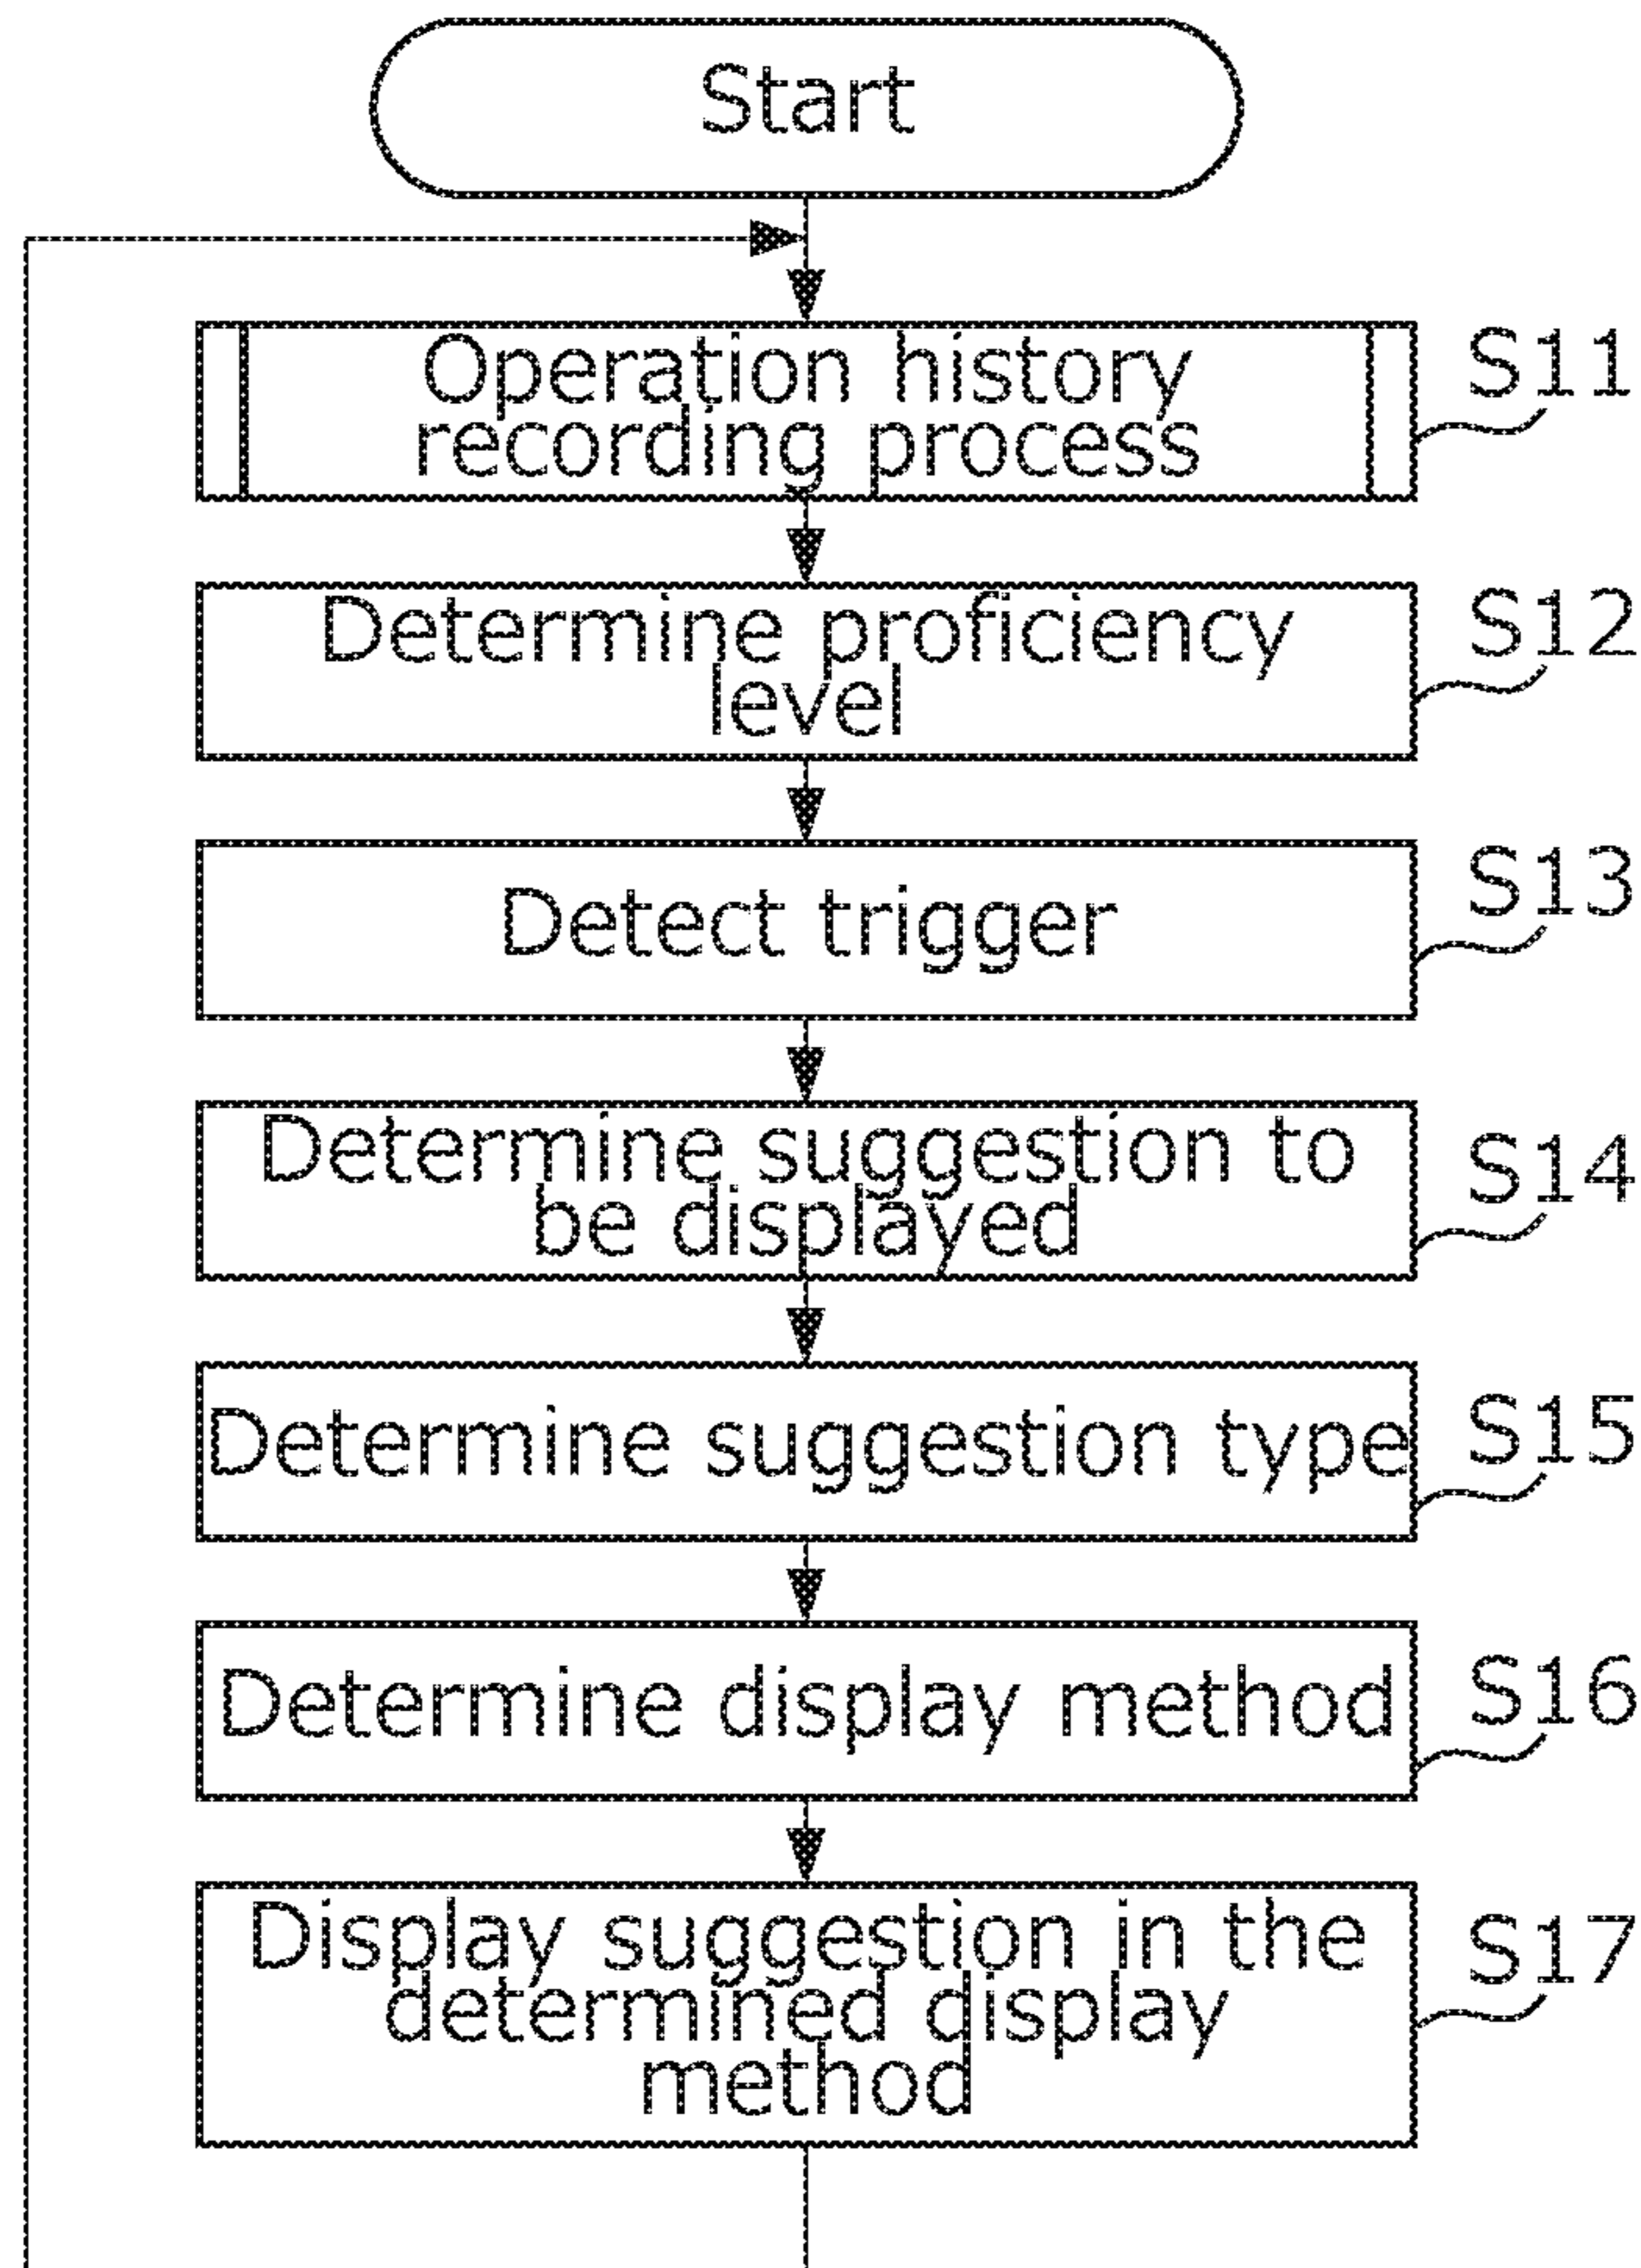 Start
Operation history
recording process
S11
Determine proficiency
level
S12
Detect trigger
S13
Determine suggestion to
be displayed
S14
Determine suggestion type
S15
Determine display method
S16
Display suggestion in the
determined display
method
S17